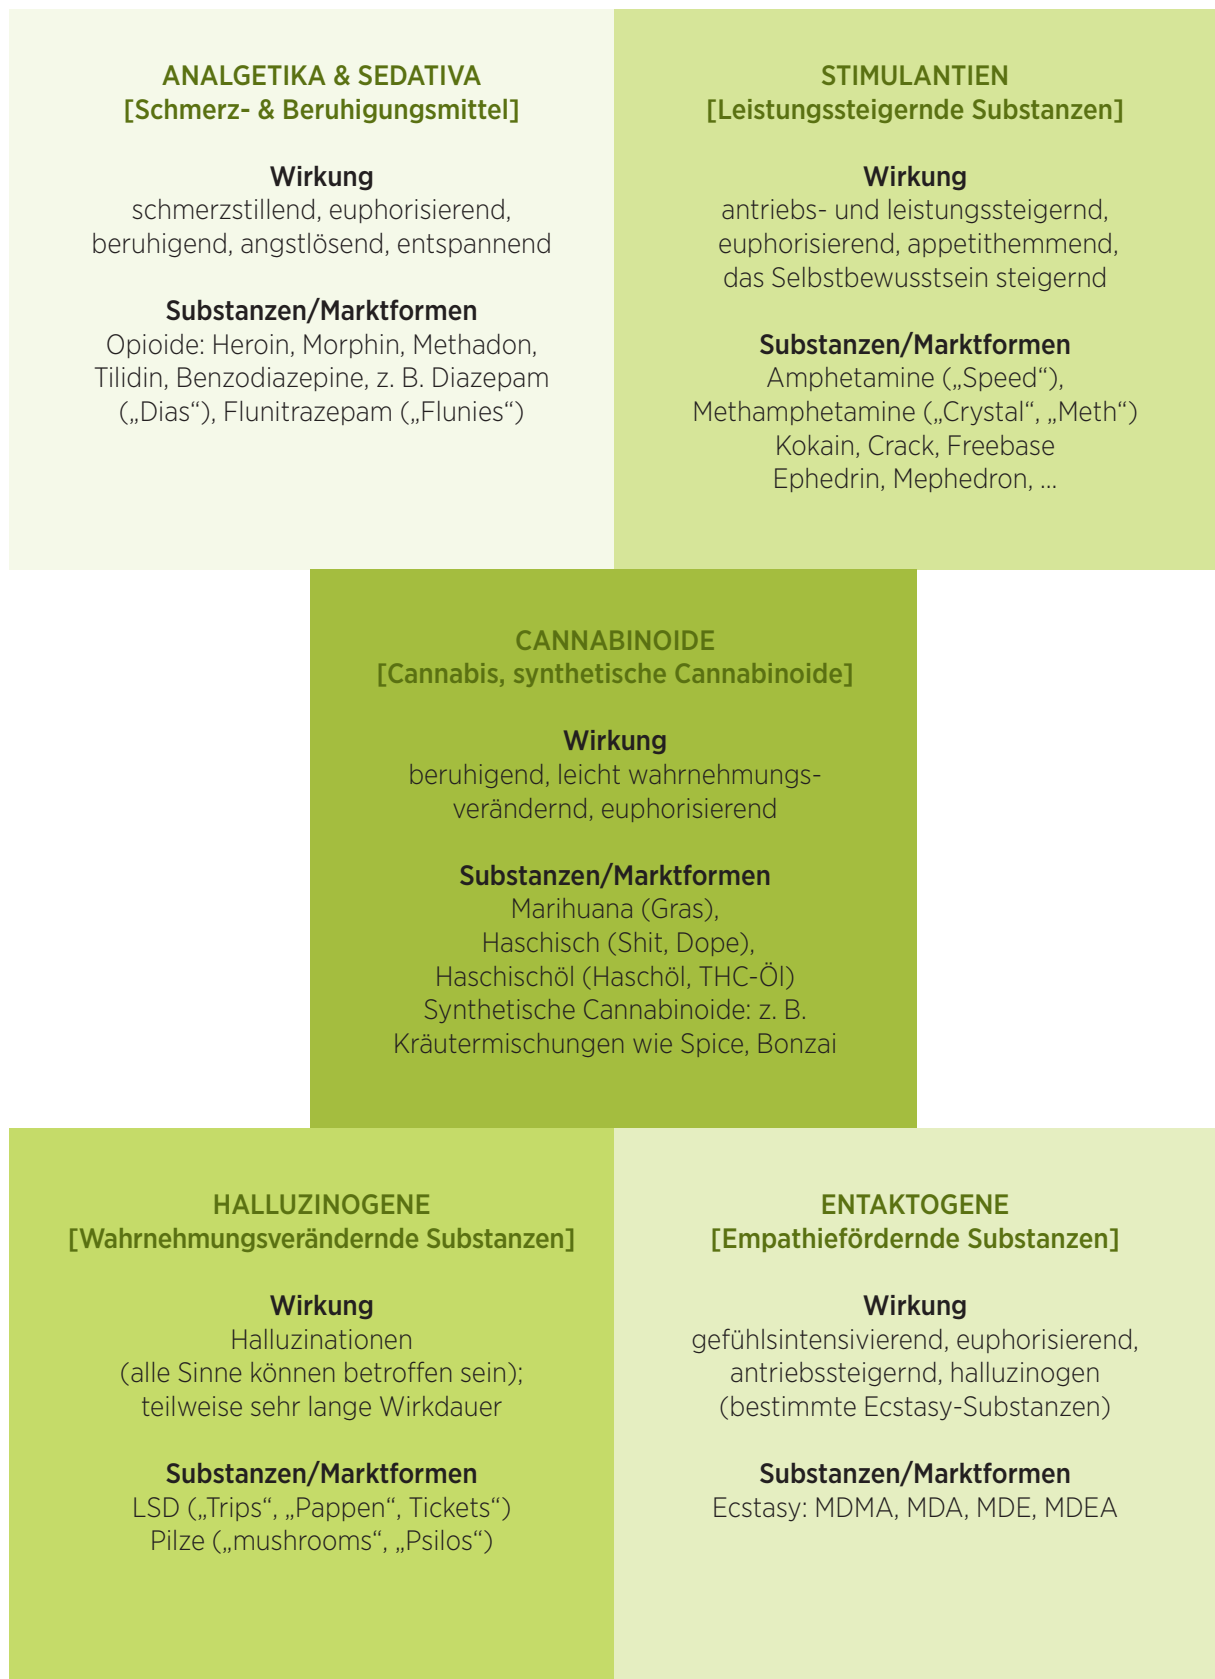 ANALGETIKA & SEDATIVA
[Schmerz- & Beruhigungsmittel]
Wirkung
schmerzstillend, euphorisierend,
beruhigend, angstlösend, entspannend
Substanzen/Marktformen
Opioide: Heroin, Morphin, Methadon,
Tilidin, Benzodiazepine, z. B. Diazepam
(„Dias“), Flunitrazepam („Flunies“)
STIMULANTIEN
[Leistungssteigernde Substanzen]
Wirkung
antriebs- und leistungssteigernd,
euphorisierend, appetithemmend,
das Selbstbewusstsein steigernd
Substanzen/Marktformen
Amphetamine („Speed“),
Methamphetamine („Crystal“, „Meth“)
Kokain, Crack, Freebase
Ephedrin, Mephedron, ...
CANNABINOIDE
[Cannabis, synthetische Cannabinoide]
Wirkung
beruhigend, leicht wahrnehmungs-
verändernd, euphorisierend
Substanzen/Marktformen
Marihuana (Gras),
Haschisch (Shit, Dope),
Haschischöl (Haschöl, THC-Öl)
Synthetische Cannabinoide: z. B.
Kräutermischungen wie Spice, Bonzai
HALLUZINOGENE
[Wahrnehmungsverändernde Substanzen]
Wirkung
Halluzinationen
(alle Sinne können betroffen sein);
teilweise sehr lange Wirkdauer
Substanzen/Marktformen
LSD („Trips“, „Pappen“, Tickets“)
Pilze („mushrooms“, „Psilos“)
ENTAKTOGENE
[Empathiefördernde Substanzen]
Wirkung
gefühlsintensivierend, euphorisierend,
antriebssteigernd, halluzinogen
(bestimmte Ecstasy-Substanzen)
Substanzen/Marktformen
Ecstasy: MDMA, MDA, MDE, MDEA